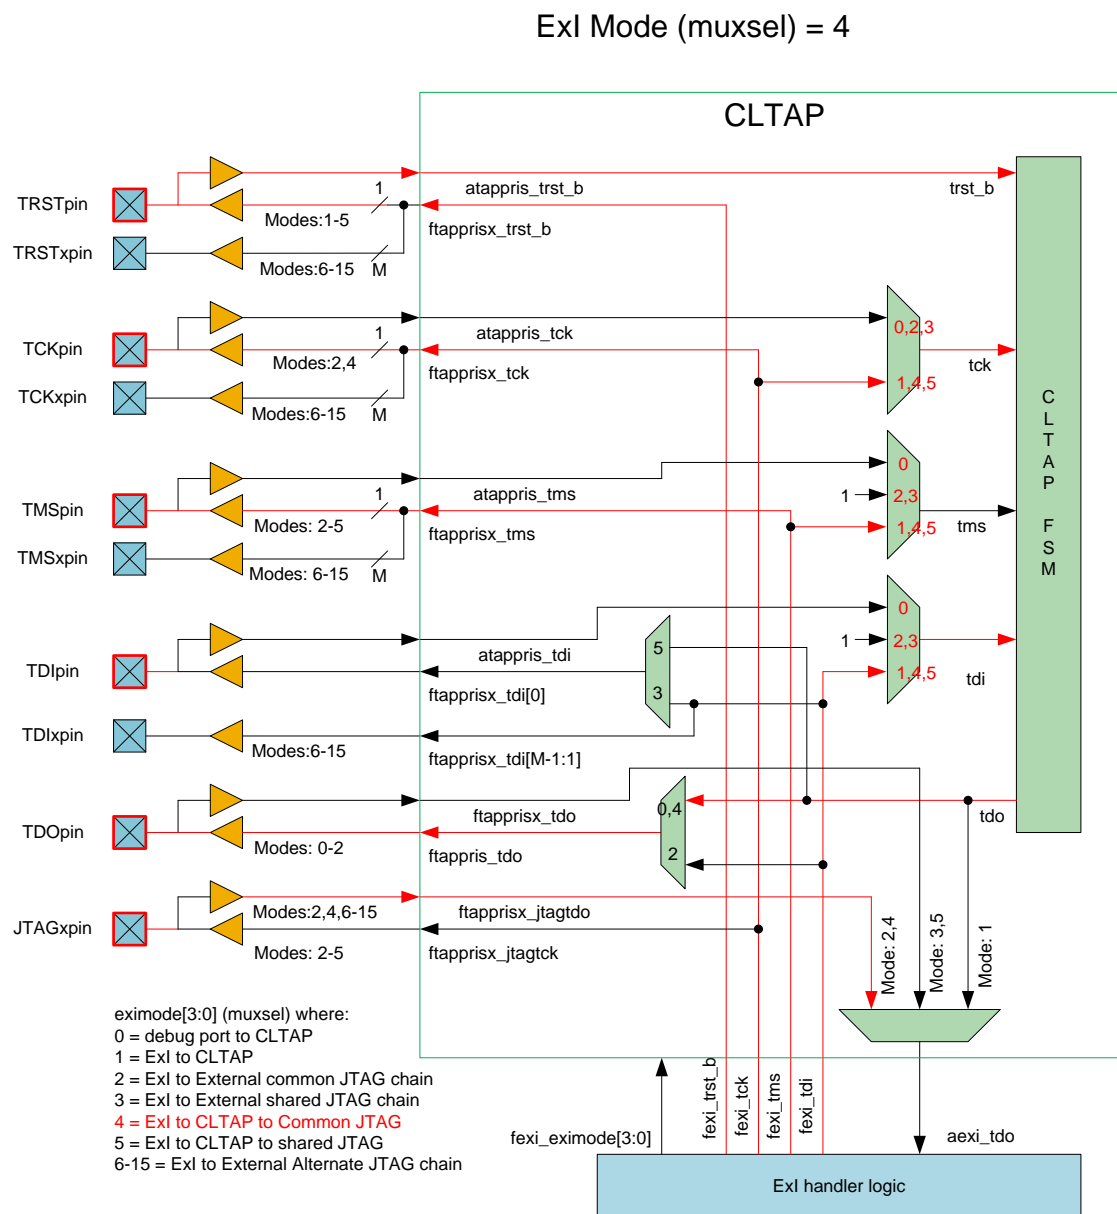 ExI Mode (muxsel) = 4
CLTAP
TRSTpin
1
atappris_trst_b
trst_b
Modes:1-5
ftapprisx_trst_b
TRSTxpin
Modes:6-15
M
TCKpin
1
atappris_tck
0,2,3
tck
Modes:2,4
ftapprisx_tck
1,4,5
TCKxpin
Modes:6-15
M
CLTAP FSM
TMSpin
1
atappris_tms
0
1
2,3
tms
Modes: 2-5
ftapprisx_tms
1,4,5
TMSxpin
Modes: 6-15
M
TDIpin
atappris_tdi
5
3
0
1
2,3
1,4,5
tdi
ftapprisx_tdi[0]
TDIxpin
Modes:6-15
ftapprisx_tdi[M-1:1]
TDOpin
ftapprisx_tdo
0,4
2
tdo
Modes: 0-2
ftappris_tdo
JTAGxpin
Modes:2,4,6-15
ftapprisx_jtagtdo
Modes: 2-5
ftapprisx_jtagtck
Mode: 2,4
Mode: 3,5
Mode: 1
eximode[3:0] (muxsel) where:
0 = debug port to CLTAP
1 = ExI to CLTAP
2 = ExI to External common JTAG chain
3 = ExI to External shared JTAG chain
4 = ExI to CLTAP to Common JTAG
5 = ExI to CLTAP to shared JTAG
6-15 = ExI to External Alternate JTAG chain
fexi_eximode[3:0]
fexi_trst_b
fexi_tck
fexi_tms
fexi_tdi
aexi_tdo
ExI handler logic